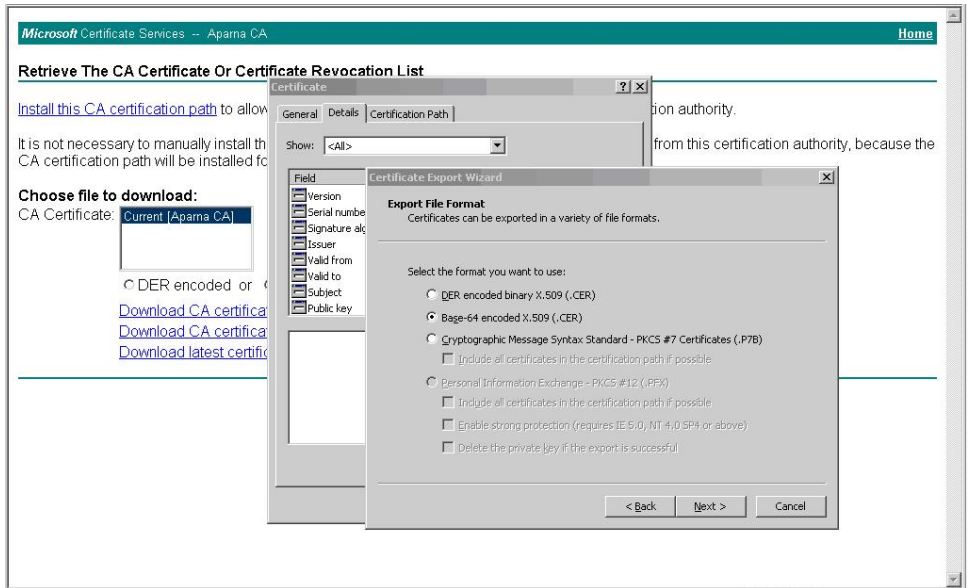 Microsoft Certificate Services -- Aparna CA
Home
Retrieve The CA Certificate Or Certificate Revocation List
Install this CA certification path to allow
tion authority.
It is not necessary to manually install th
from this certification authority, because the
CA certification path will be installed fo
Choose file to download:
CA Certificate:
Current [Aparna CA]
DER encoded or
Download CA certifica
Download CA certifica
Download latest certific
Certificate
General
Details
Certification Path
Show:
<All>
Field
Version
Serial numbe
Signature alg
Issuer
Valid from
Valid to
Subject
Public key
Certificate Export Wizard
Export File Format
Certificates can be exported in a variety of file formats.
Select the format you want to use:
DER encoded binary X.509 (.CER)
Base-64 encoded X.509 (.CER)
Cryptographic Message Syntax Standard - PKCS #7 Certificates (.P7B)
Include all certificates in the certification path if possible
Personal Information Exchange - PKCS #12 (.PFX)
Include all certificates in the certification path if possible
Enable strong protection (requires IE 5.0, NT 4.0 SP4 or above)
Delete the private key if the export is successful
< Back
Next >
Cancel